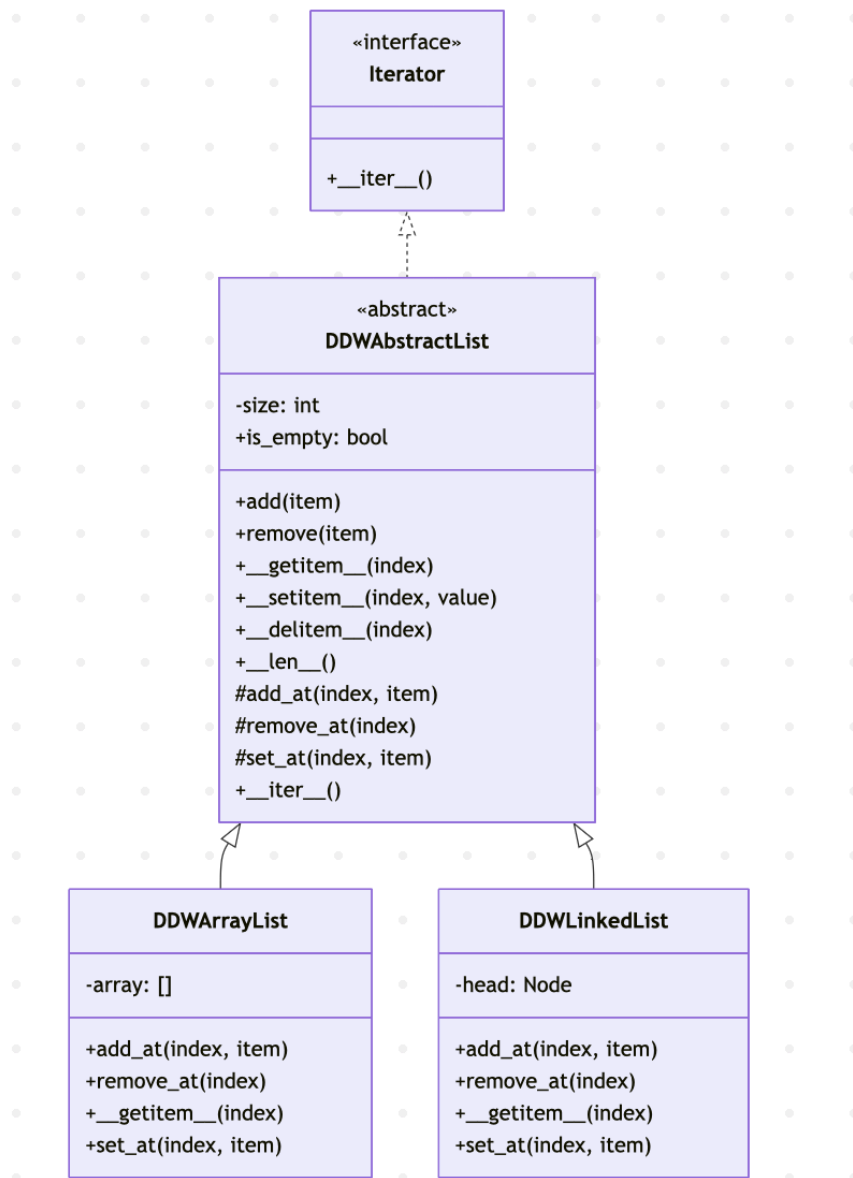 «interface»
Iterator
+__iter__()
«abstract»
DDWAbstractList
-size: int
+is_empty: bool
+add(item)
+remove(item)
+__getitem__(index)
+__setitem__(index, value)
+__delitem__(index)
+__len__()
#add_at(index, item)
#remove_at(index)
#set_at(index, item)
+__iter__()
DDWArrayList
-array: []
+add_at(index, item)
+remove_at(index)
+__getitem__(index)
+set_at(index, item)
DDWLinkedList
-head: Node
+add_at(index, item)
+remove_at(index)
+__getitem__(index)
+set_at(index, item)